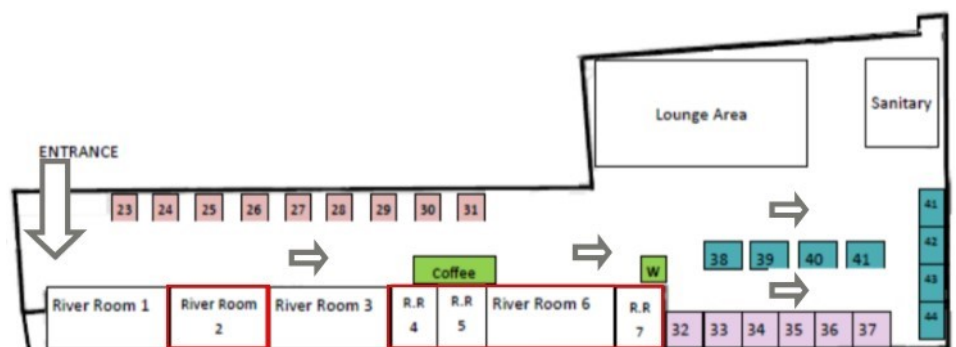 Lounge Area
Sanitary
ENTRANCE
23 24 25 26 27 28 29 30 31
41
42
43
44
38 39 40 41
Coffee
W
River Room 1
River Room
2
River Room 3
R.R
4
R.R
5
River Room 6
R.R
7
32 33 34 35 36 37